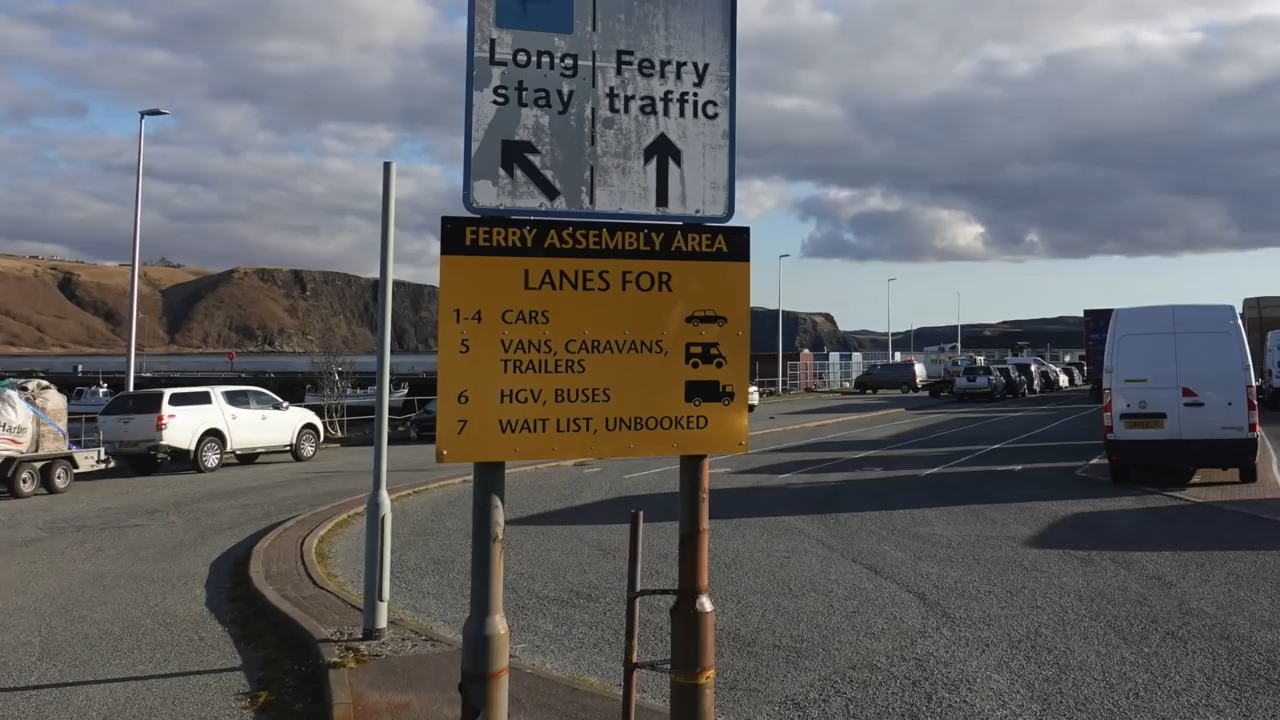 Long
stay
Ferry
traffic
FERRY ASSEMBLY AREA
LANES FOR
1-4 CARS
5 VANS, CARAVANS,
TRAILERS
6 HGV, BUSES
7 WAIT LIST, UNBOOKED
Harbro